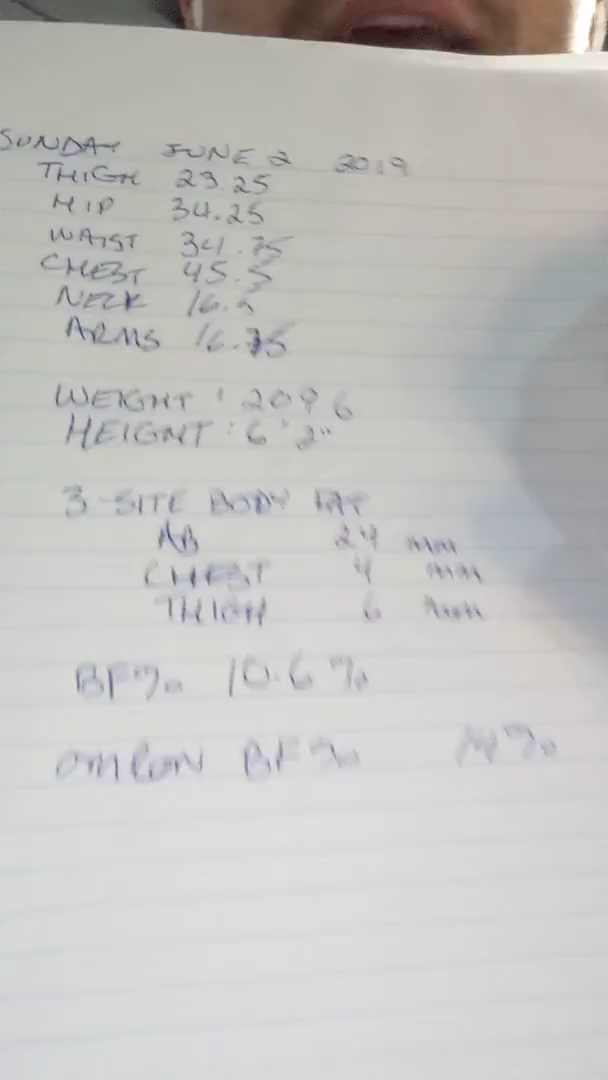 SUNDAY JUNE 2 2019
THIGH 23.25
HIP 34.25
WAIST 34.75
CHEST 45.5
NECK 16.5
ARMS 16.75
WEIGHT : 209.6
HEIGHT : 6'2"
3-SITE BODY FAT
AB 24 mm
CHEST 4 mm
THIGH 6 mm
BF% 10.6%
OMRON BF% 14%